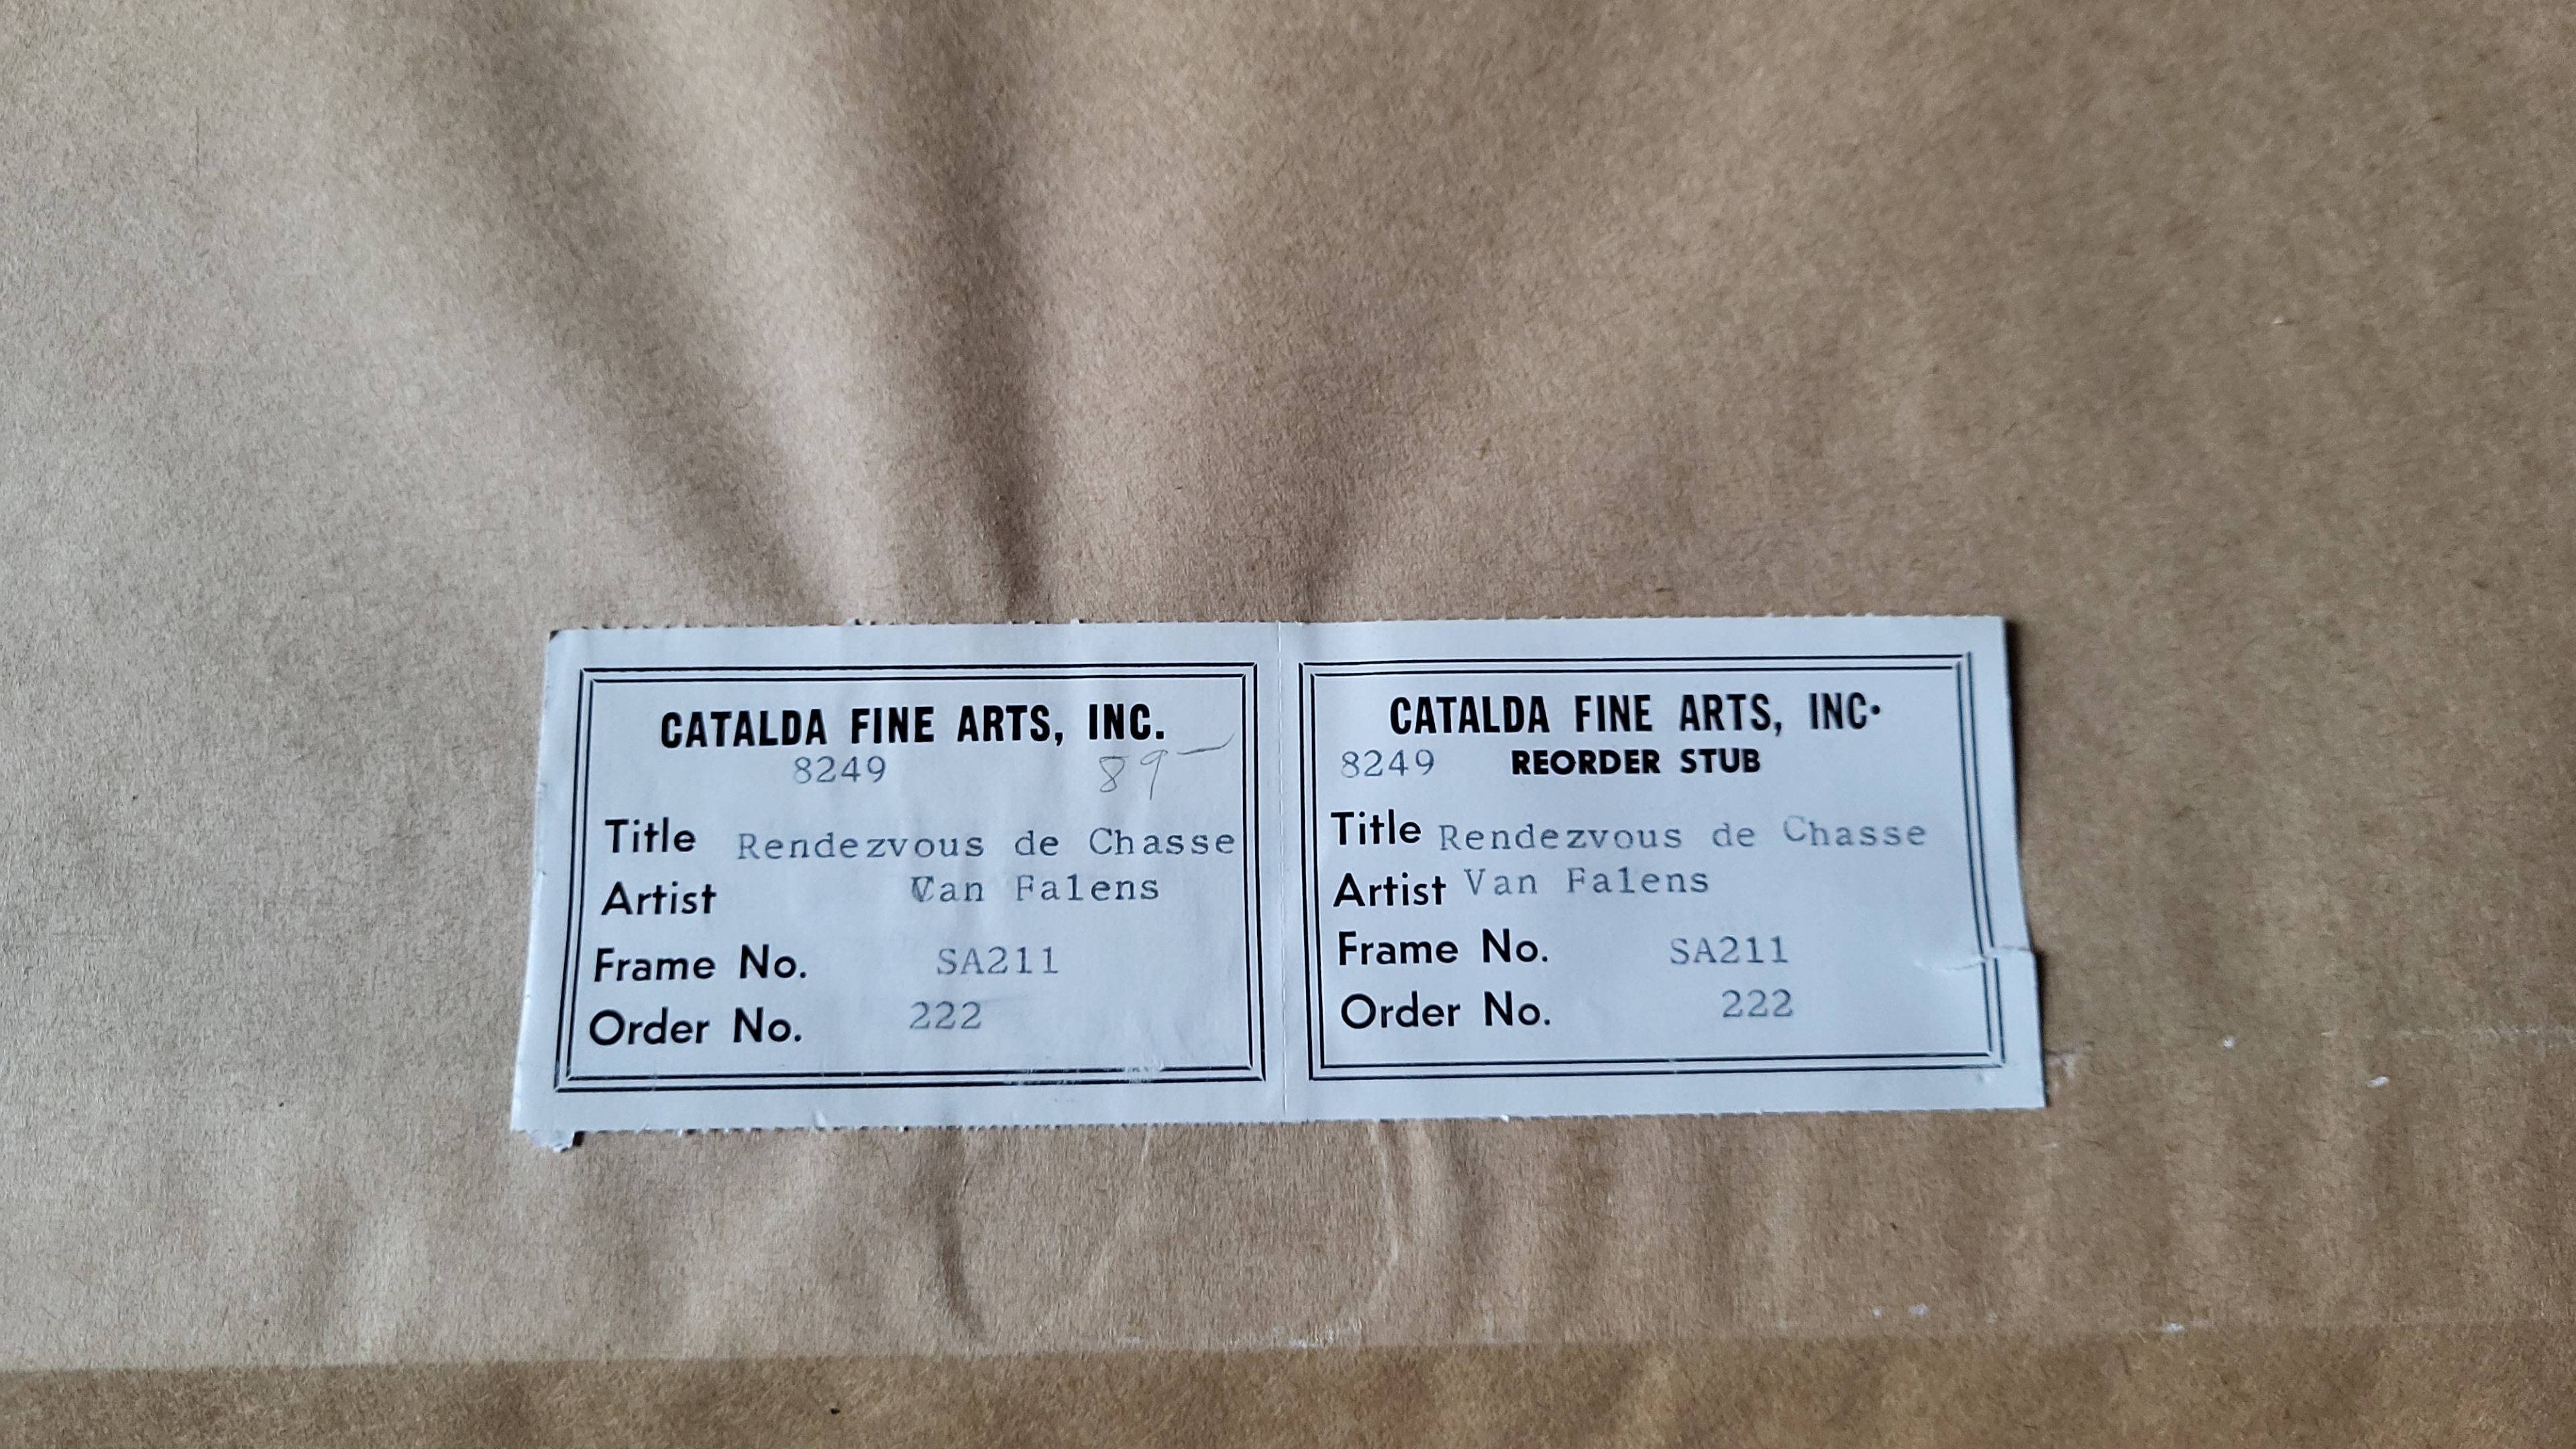 CATALDA FINE ARTS, INC.
8249 89—
Title Rendezvous de Chasse
Artist Van Falens
Frame No. SA211
Order No. 222
CATALDA FINE ARTS, INC.
8249 REORDER STUB
Title Rendezvous de Chasse
Artist Van Falens
Frame No. SA211
Order No. 222